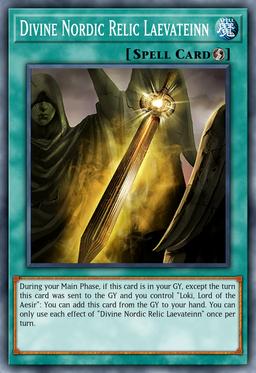 Divine Nordic Relic Laevateinn
[Spell Card]
During your Main Phase, if this card is in your GY, except the turn
this card was sent to the GY and you control "Loki, Lord of the
Aesir": You can add this card from the GY to your hand. You can
only use each effect of "Divine Nordic Relic Laevateinn" once per
turn.